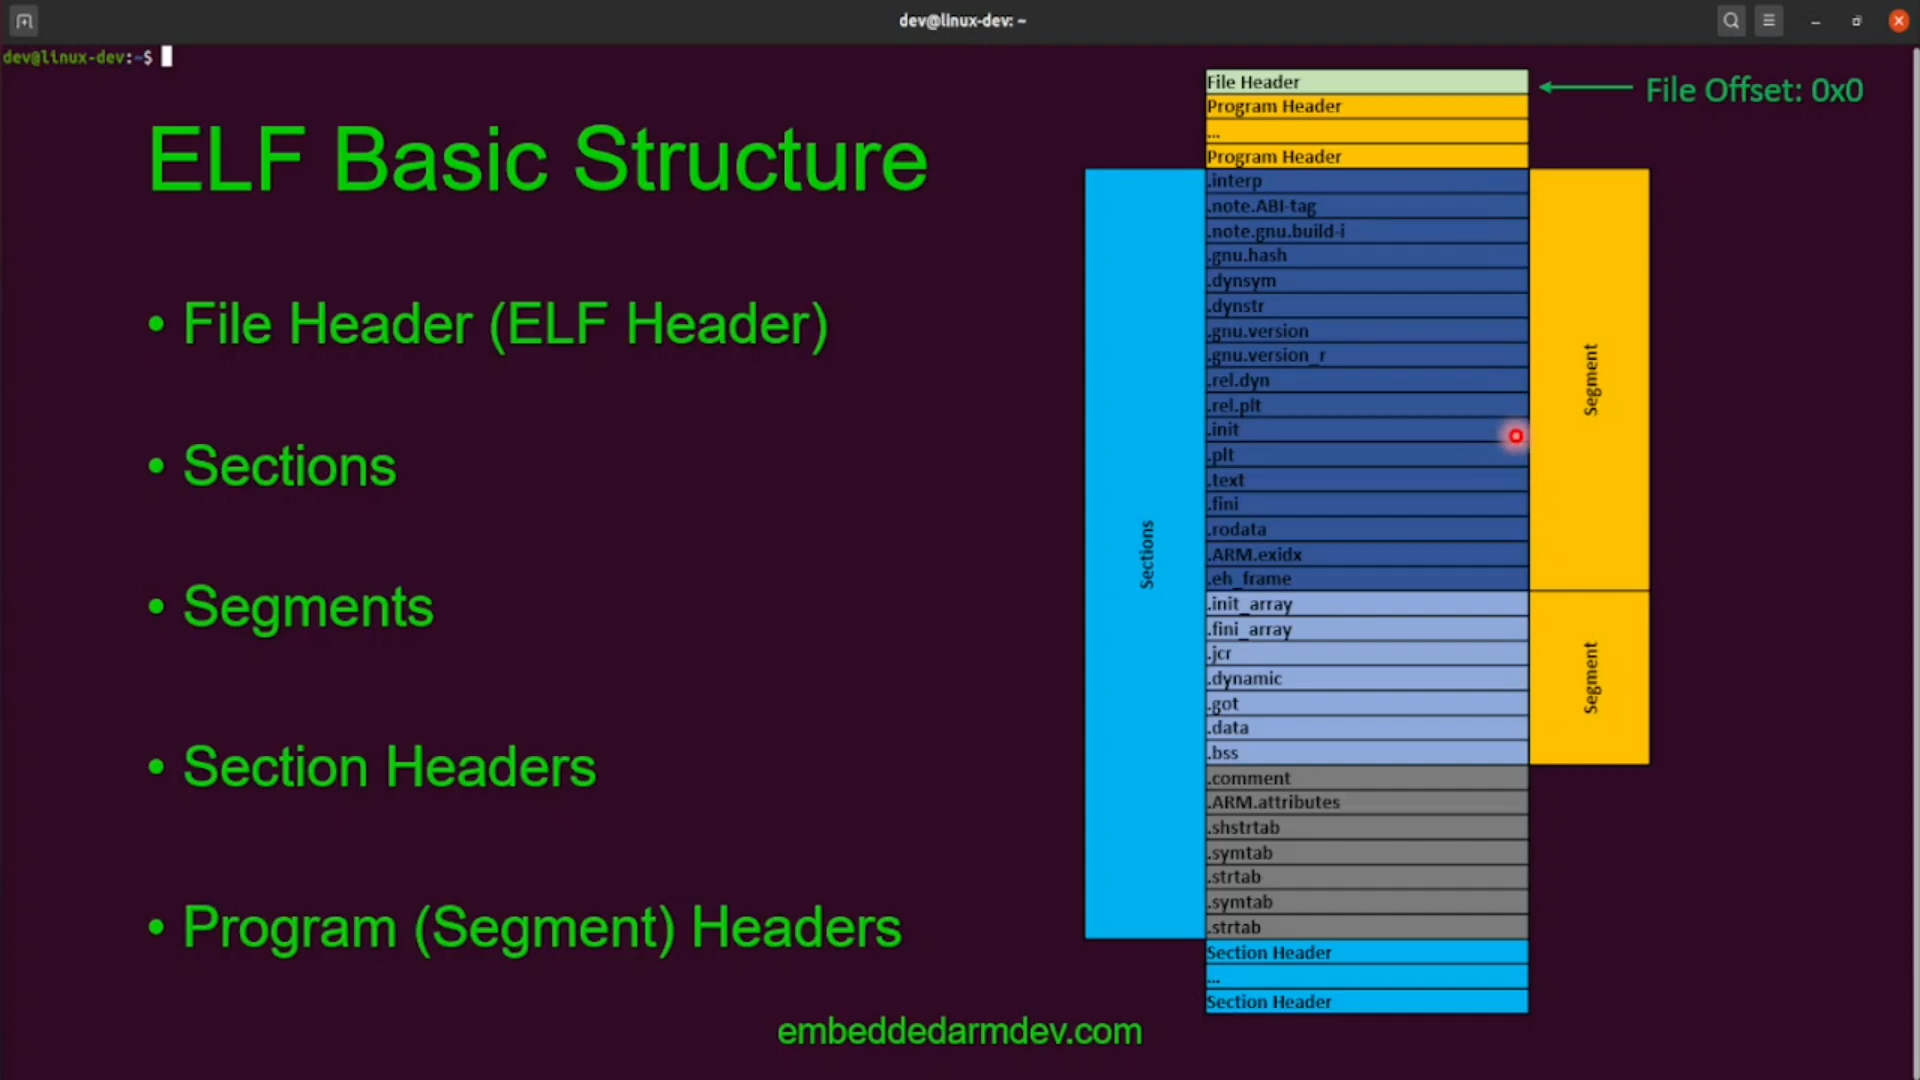 dev@linux-dev: ~
dev@linux-dev:~$
ELF Basic Structure
• File Header (ELF Header)
• Sections
• Segments
• Section Headers
• Program (Segment) Headers
File Header
Program Header
...
Program Header
.interp
.note.ABI-tag
.note.gnu.build-i
.gnu.hash
.dynsym
.dynstr
.gnu.version
.gnu.version_r
.rel.dyn
.rel.plt
.init
.plt
.text
.fini
.rodata
.ARM.exidx
.eh_frame
.init_array
.fini_array
.jcr
.dynamic
.got
.data
.bss
.comment
.ARM.attributes
.shstrtab
.symtab
.strtab
.symtab
.strtab
Section Header
...
Section Header
Sections
Segment
Segment
File Offset: 0x0
embeddedarmdev.com